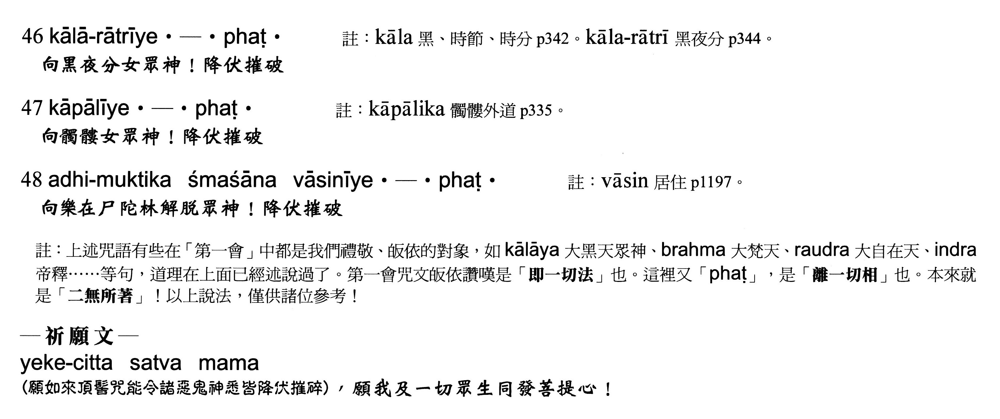 46 kālā-rātrīye • — • phaṭ • 註：kāla 黑、時節、時分 p342。kāla-rātrī 黑夜分 p344。
向黑夜分女眾神！降伏摧破
47 kāpālīye • — • phaṭ • 註：kāpālika 髑髏外道 p335。
向髑髏女眾神！降伏摧破
48 adhi-muktika śmaśāna vāsinīye • — • phaṭ • 註：vāsin 居住 p1197。
向樂在尸陀林解脫眾神！降伏摧破
註：上述咒語有些在「第一會」中都是我們禮敬、皈依的對象，如 kālāya 大黑天眾神、brahma 大梵天、raudra 大自在天、indra
帝釋……等句，道理在上面已經述說過了。第一會咒文皈依讚嘆是「即一切法」也。這裡又「phaṭ」，是「離一切相」也。本來就
是「二無所著」！以上說法，僅供諸位參考！
—祈願文—
yeke-citta satva mama
(願如來頂髻咒能令諸惡鬼神悉皆降伏摧碎)，願我及一切眾生同發菩提心！